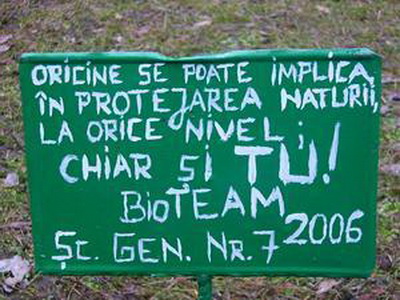 ORICINE SE POATE IMPLICA
ÎN PROTEJAREA NATURII,
LA ORICE NIVEL;
CHIAR ŞI TU!
BIOTEAM
ŞC. GEN. NR. 7 2006